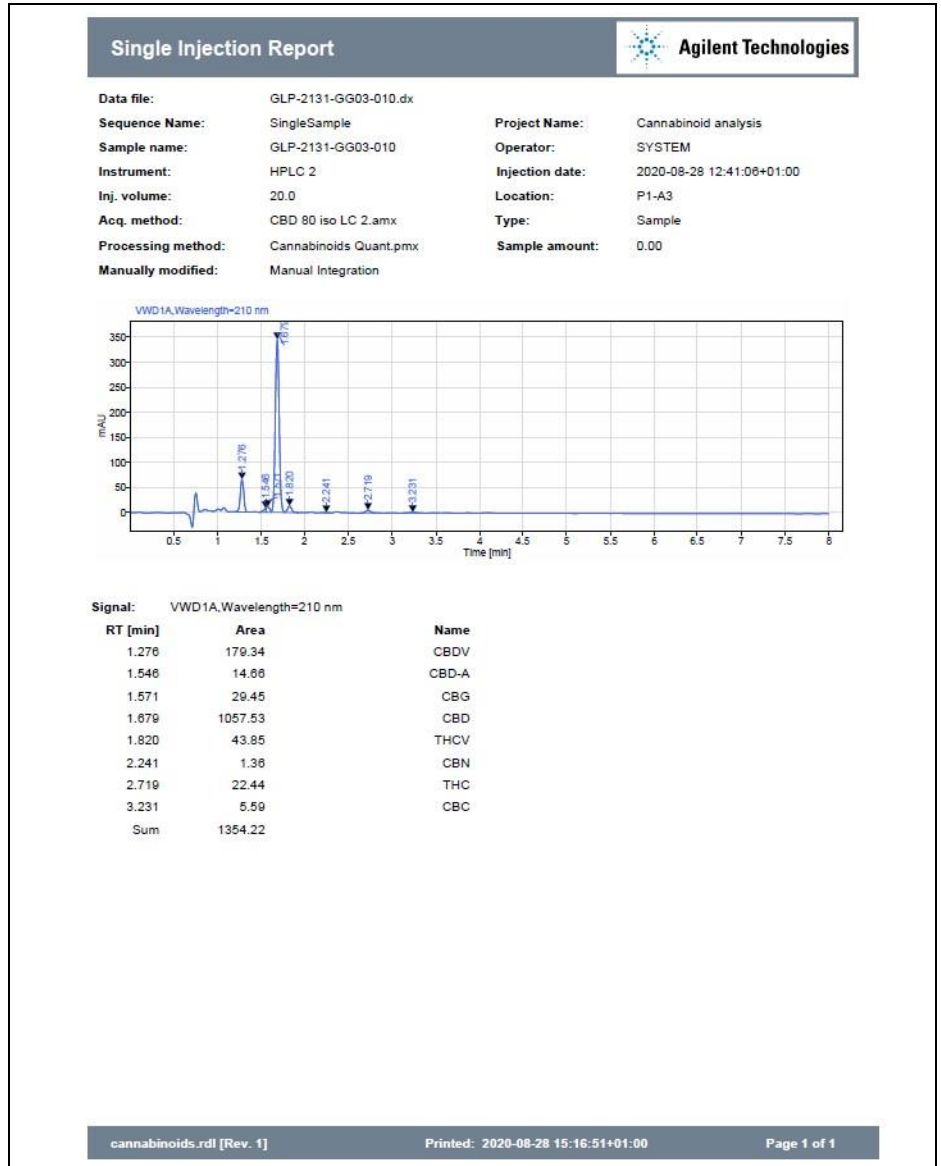 Single Injection Report
Agilent Technologies
Data file: GLP-2131-GG03-010.dx
Sequence Name: SingleSample Project Name: Cannabinoid analysis
Sample name: GLP-2131-GG03-010 Operator: SYSTEM
Instrument: HPLC 2 Injection date: 2020-08-28 12:41:06+01:00
Inj. volume: 20.0 Location: P1-A3
Acq. method: CBD 80 iso LC 2.amx Type: Sample
Processing method: Cannabinoids Quant.pmx Sample amount: 0.00
Manually modified: Manual Integration
VWD1A,Wavelength=210 nm
mAU
350
300
250
200
150
100
50
0
1.276
1.546
1.571
1.679
1.820
2.241
2.719
3.231
0.5 1 1.5 2 2.5 3 3.5 4 4.5 5 5.5 6 6.5 7 7.5 8
Time [min]
Signal: VWD1A,Wavelength=210 nm
RT [min] Area Name
1.276 179.34 CBDV
1.546 14.66 CBD-A
1.571 29.45 CBG
1.679 1057.53 CBD
1.820 43.85 THCV
2.241 1.36 CBN
2.719 22.44 THC
3.231 5.59 CBC
Sum 1354.22
cannabinoids.rdl [Rev. 1] Printed: 2020-08-28 15:16:51+01:00 Page 1 of 1